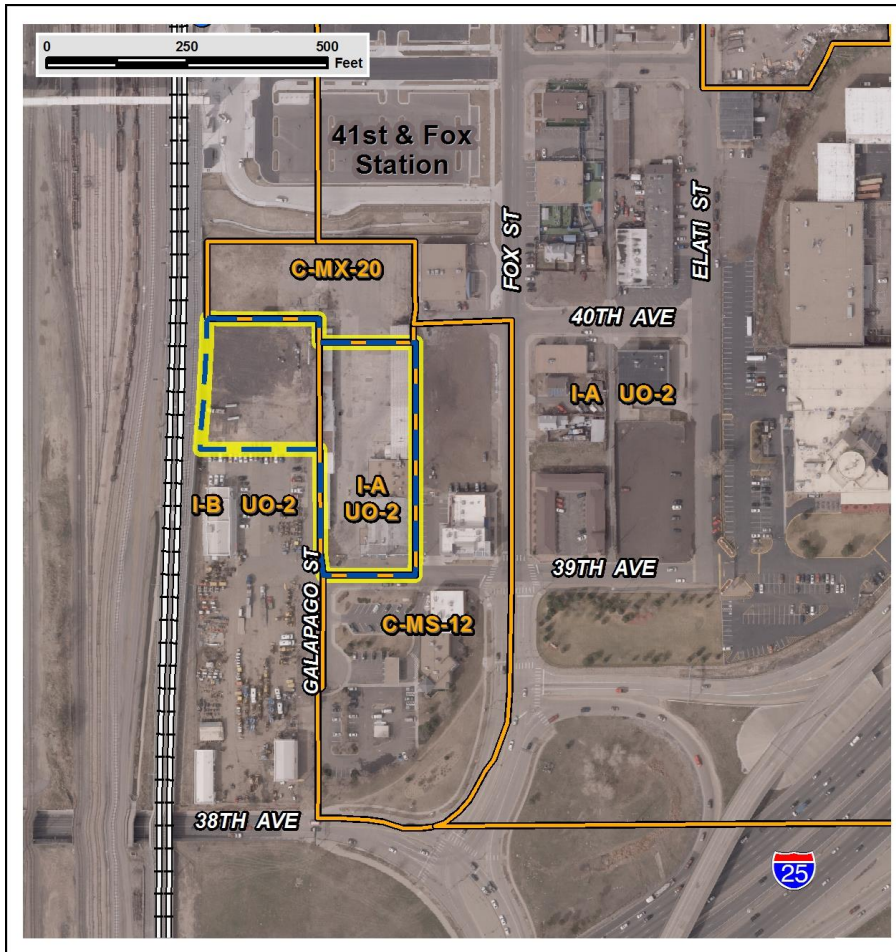 0 250 500
Feet
41st & Fox
Station
FOX ST
ELATI ST
C-MX-20
40TH AVE
I-A UO-2
I-A
UO-2
I-B UO-2
GALAPAGO ST
39TH AVE
C-MS-12
38TH AVE
25